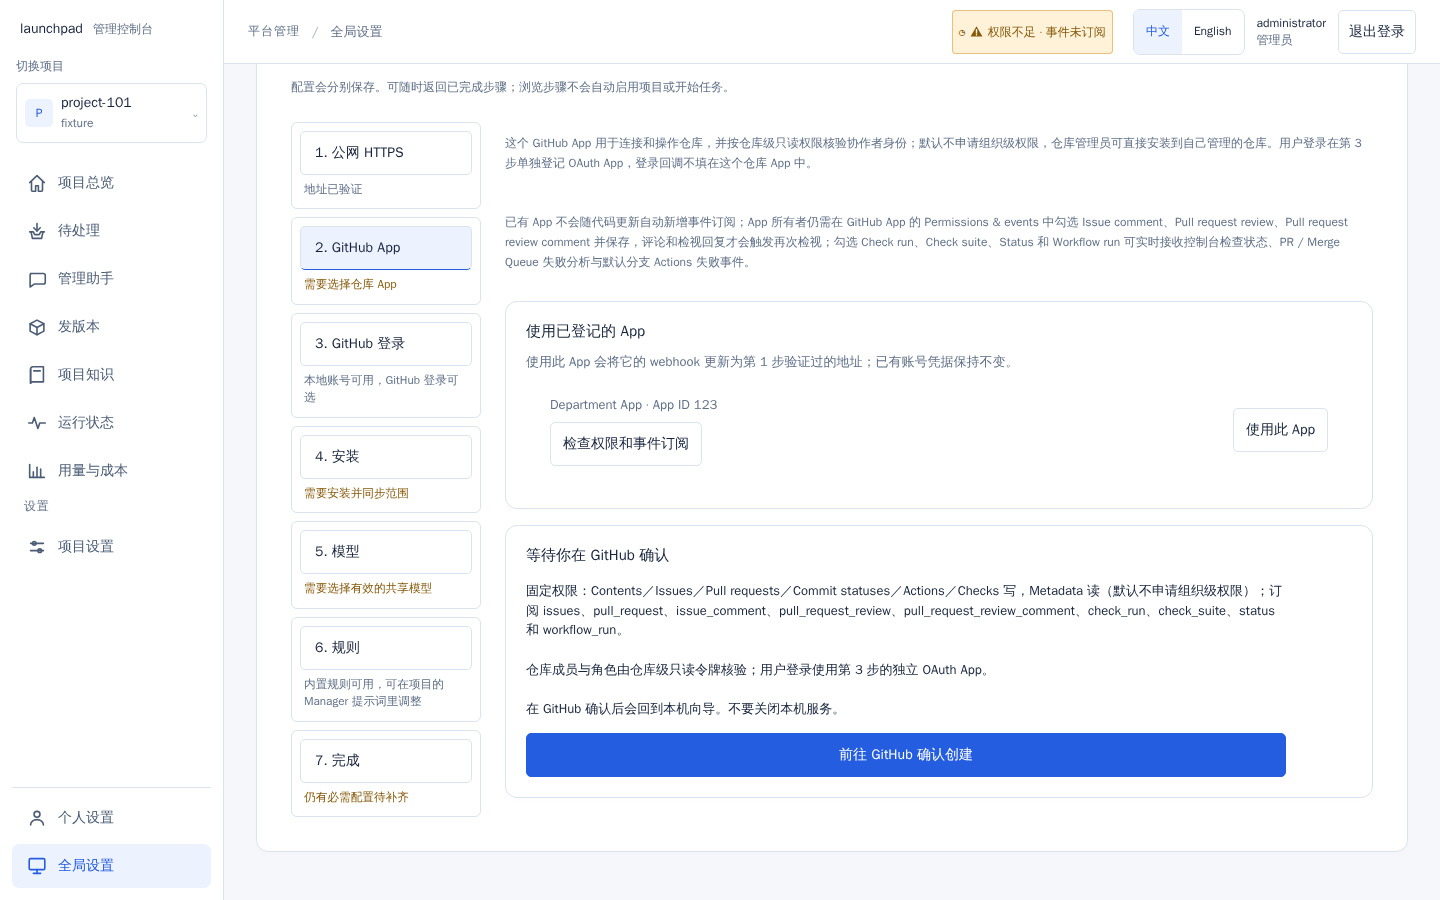 launchpad 管理控制台
切换项目
P
project-101
fixture
项目总览
待处理
管理助手
发版本
项目知识
运行状态
用量与成本
设置
项目设置
个人设置
全局设置
平台管理 / 全局设置
权限不足 · 事件未订阅
中文
English
administrator
管理员
退出登录
配置会分别保存。可随时返回已完成步骤；浏览步骤不会自动启用项目或开始任务。
1. 公网 HTTPS
地址已验证
2. GitHub App
需要选择仓库 App
3. GitHub 登录
本地账号可用，GitHub 登录可
选
4. 安装
需要安装并同步范围
5. 模型
需要选择有效的共享模型
6. 规则
内置规则可用，可在项目的
Manager 提示词里调整
7. 完成
仍有必需配置待补齐
这个 GitHub App 用于连接和操作仓库，并按仓库级只读权限核验协作者身份；默认不申请组织级权限，仓库管理员可直接安装到自己管理的仓库。用户登录在第 3
步单独登记 OAuth App，登录回调不填在这个仓库 App 中。
已有 App 不会随代码更新自动新增事件订阅；App 所有者仍需在 GitHub App 的 Permissions & events 中勾选 Issue comment、Pull request review、Pull request
review comment 并保存，评论和检视回复才会触发再次检视；勾选 Check run、Check suite、Status 和 Workflow run 可实时接收控制台检查状态、PR / Merge
Queue 失败分析与默认分支 Actions 失败事件。
使用已登记的 App
使用此 App 会将它的 webhook 更新为第 1 步验证过的地址；已有账号凭据保持不变。
Department App · App ID 123
检查权限和事件订阅
使用此 App
等待你在 GitHub 确认
固定权限：Contents／Issues／Pull requests／Commit statuses／Actions／Checks 写，Metadata 读（默认不申请组织级权限）；订
阅 issues、pull_request、issue_comment、pull_request_review、pull_request_review_comment、check_run、check_suite、status
和 workflow_run。
仓库成员与角色由仓库级只读令牌核验；用户登录使用第 3 步的独立 OAuth App。
在 GitHub 确认后会回到本机向导。不要关闭本机服务。
前往 GitHub 确认创建